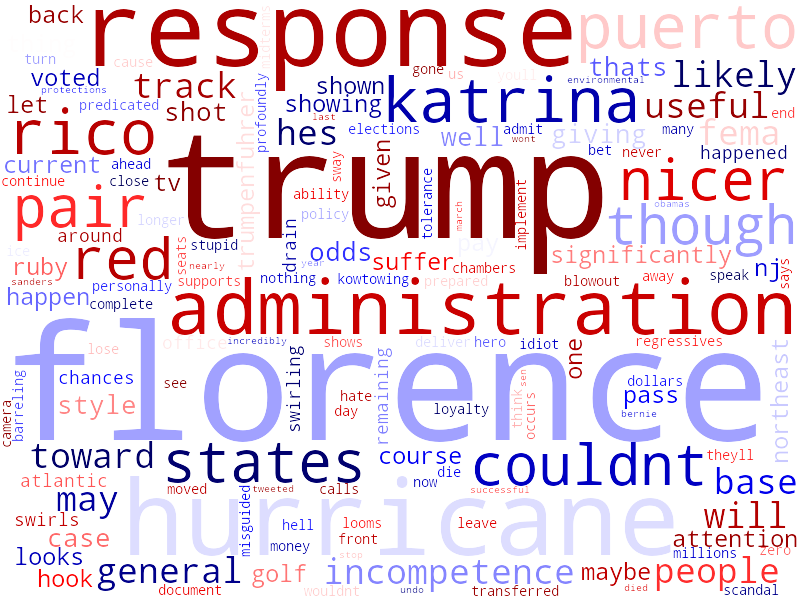 back response puerto
turn cause gone us youll
voted track shown katrina thats environmental likely
protections predicated shot showing useful
let rico trumpenfuhrer profoundly hes last elections well admit giving many fema end
current ahead trump given wont bet never happened
continue close tv sway ability tolerance implement obamas nicer
pair longer policy march though
around red seats stupid drain odds pay significantly nj says
ruby personally supports nothing suffer chambers
sanders nearly year kowtowing prepared blowout away speak
happen complete administration
florence
lose office incredibly shows deliver hero idiot one regressives northeast
camera barreling chances see swirling hate remaining think sen occurs dollars
style day loyalty bernie pass
toward states course die couldnt theyll base
atlantic moved tweeted calls now successful
may hurricane
swirls misguided hell looms leave will
case front attention
looks money stop millions zero
hook general golf incompetence maybe people
document wouldnt undo transferred died scandal